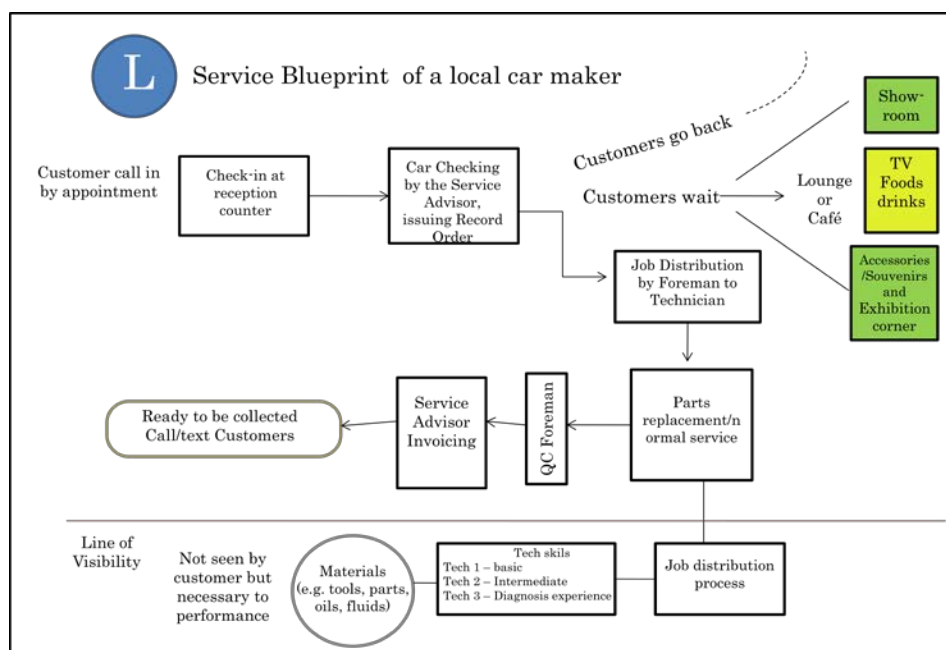 L
Service Blueprint of a local car maker
Customer call in
by appointment
Check-in at
reception
counter
Car Checking
by the Service
Advisor,
issuing Record
Order
Customers go back
Customers wait
Lounge
or
Café
Show-
room
TV
Foods
drinks
Accessories
/Souvenirs
and
Exhibition
corner
Job Distribution
by Foreman to
Technician
Parts
replacement/n
ormal service
QC Foreman
Service
Advisor
Invoicing
Ready to be collected
Call/text Customers
Line of
Visibility
Not seen by
customer but
necessary to
performance
Materials
(e.g. tools, parts,
oils, fluids)
Tech skils
Tech 1 – basic
Tech 2 – Intermediate
Tech 3 – Diagnosis experience
Job distribution
process